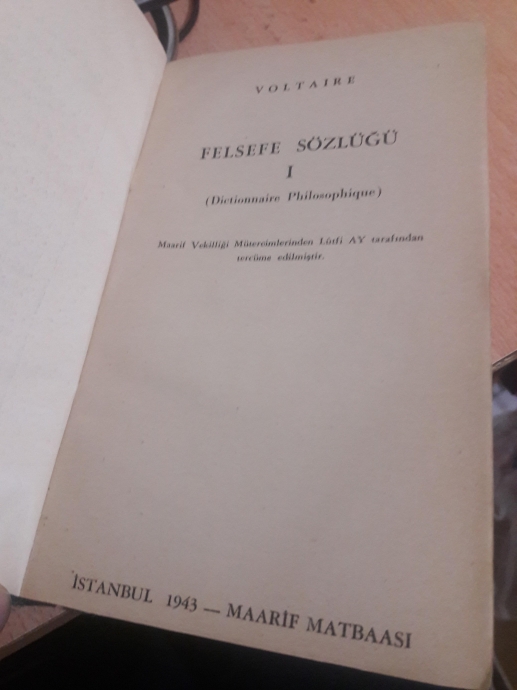 VOLTAIRE
FELSEFE SÖZLÜĞÜ
I
(Dictionnaire Philosophique)
Maarif Vekilliği Mütercimlerinden Lûtfi AY tarafından
tercüme edilmiştir.
İSTANBUL 1943 — MAARİF MATBAASI